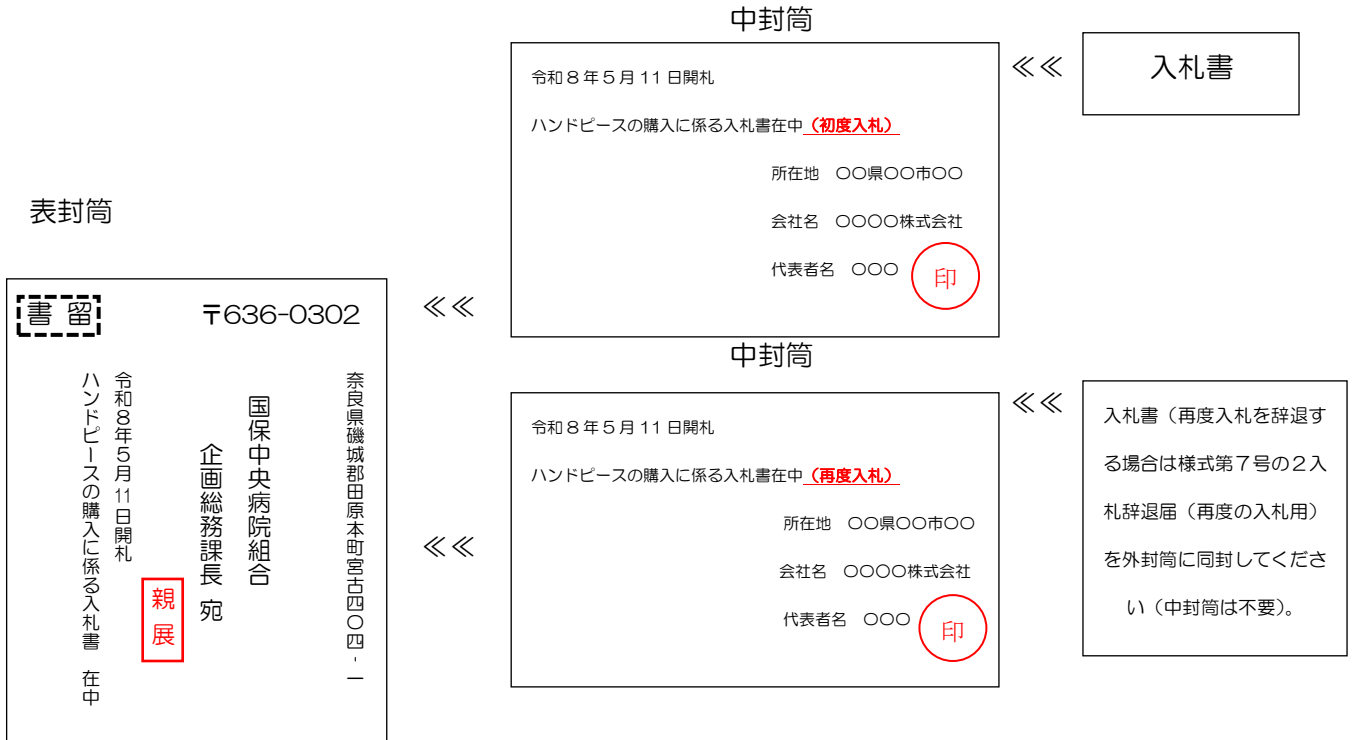 中封筒
令和８年５月 11 日開札
ハンドピースの購入に係る入札書在中（初度入札）
所在地　〇〇県〇〇市〇〇
会社名　〇〇〇〇株式会社
代表者名　〇〇〇
印
≪≪
入札書
表封筒
書 留
〒636-0302
奈良県磯城郡田原本町宮古四〇四-一
国保中央病院組合
企画総務課長 宛
親展
令和８年５月 11 日開札
ハンドピースの購入に係る入札書　在中
≪≪
≪≪
中封筒
令和８年５月 11 日開札
ハンドピースの購入に係る入札書在中（再度入札）
所在地　〇〇県〇〇市〇〇
会社名　〇〇〇〇株式会社
代表者名　〇〇〇
印
≪≪
入札書（再度入札を辞退す
る場合は様式第７号の２入
札辞退届（再度の入札用）
を外封筒に同封してくださ
い（中封筒は不要）。